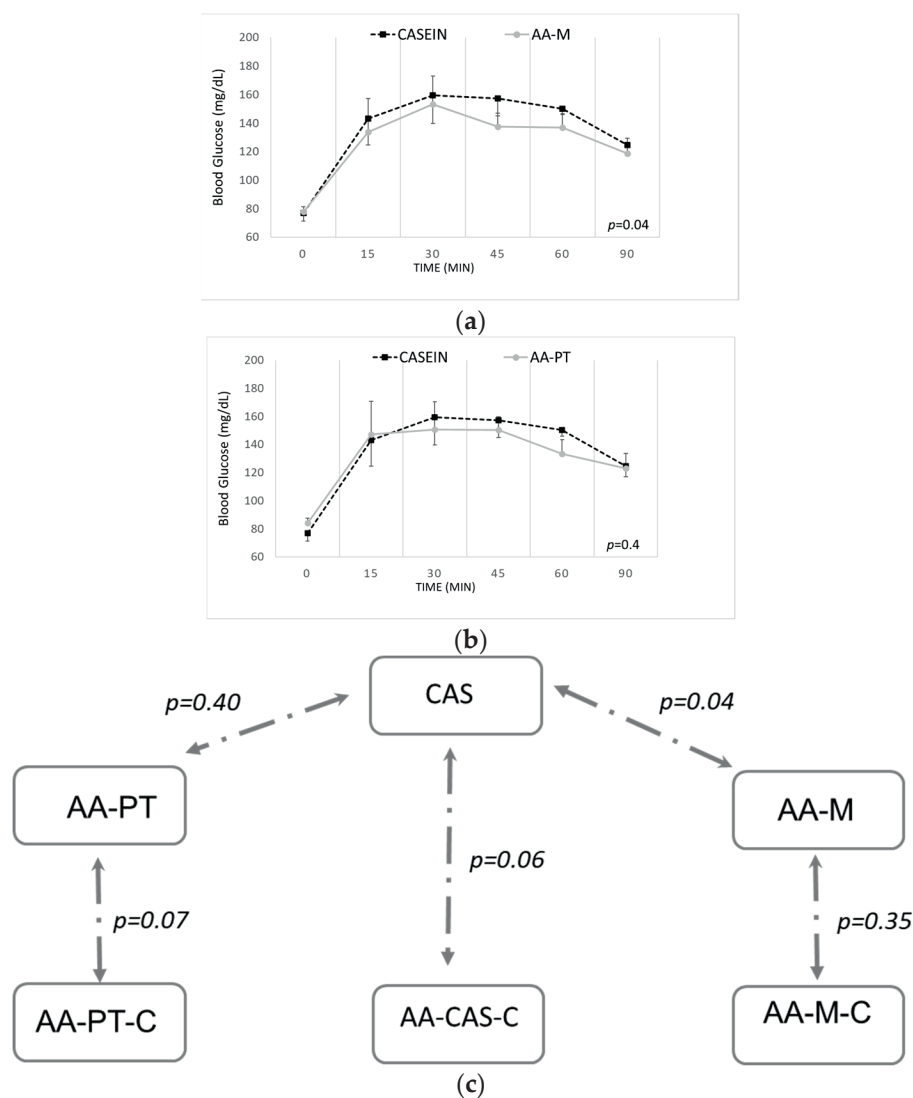 CASEIN AA-M
Blood Glucose (mg/dL)
200
180
160
140
120
100
80
60
p=0.04
0 15 30 45 60 90
TIME (MIN)
(a)
CASEIN AA-PT
Blood Glucose (mg/dL)
200
180
160
140
120
100
80
60
p=0.4
0 15 30 45 60 90
TIME (MIN)
(b)
CAS
p=0.40
p=0.04
AA-PT
AA-M
p=0.06
p=0.07
p=0.35
AA-PT-C
AA-CAS-C
AA-M-C
(c)